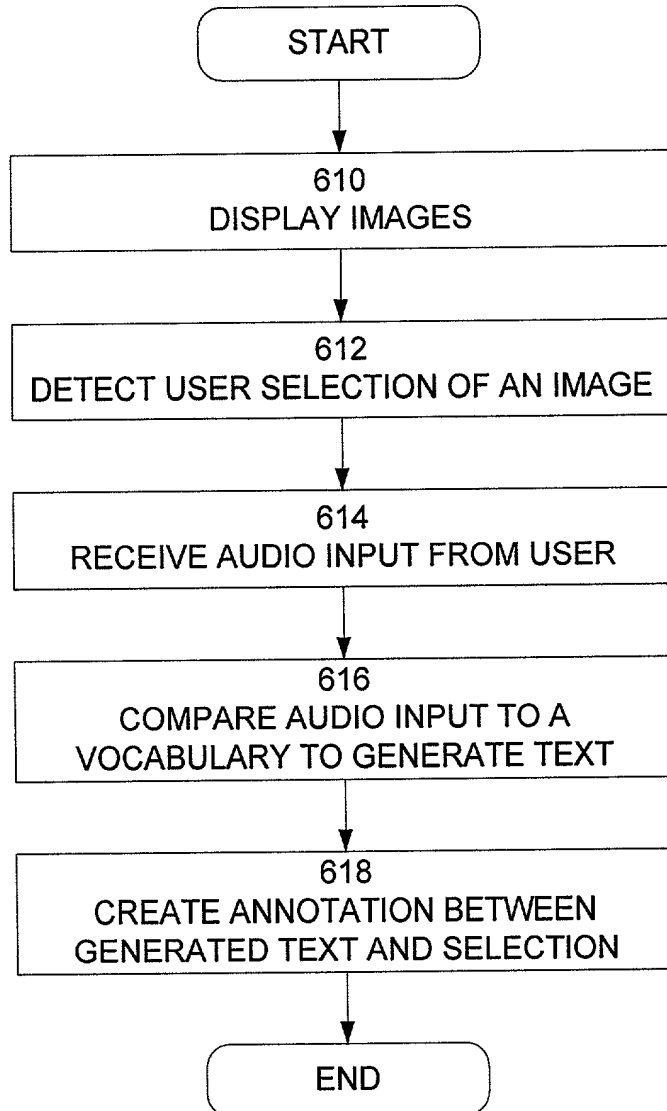 START
610
DISPLAY IMAGES
612
DETECT USER SELECTION OF AN IMAGE
614
RECEIVE AUDIO INPUT FROM USER
616
COMPARE AUDIO INPUT TO A
VOCABULARY TO GENERATE TEXT
618
CREATE ANNOTATION BETWEEN
GENERATED TEXT AND SELECTION
END